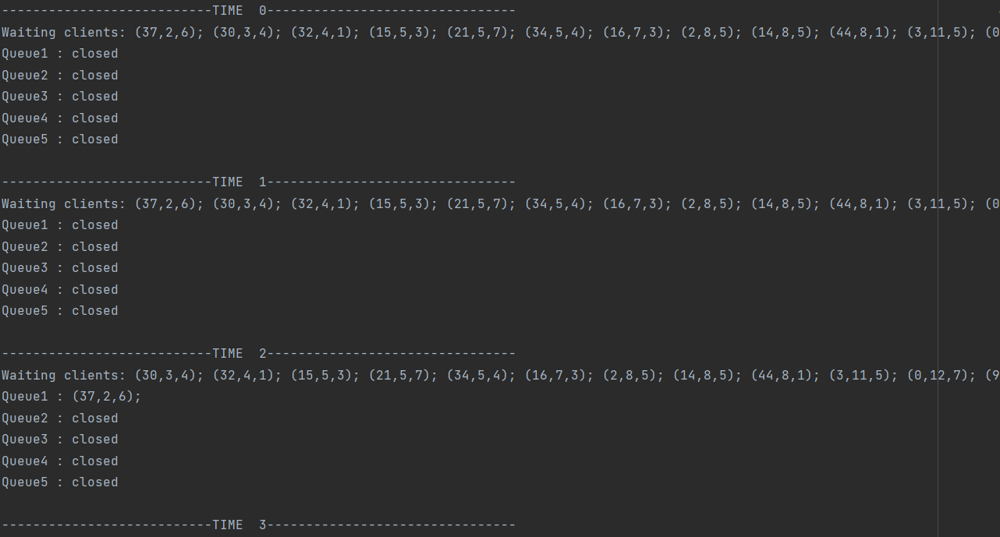 ---------------------------TIME  0--------------------------------
Waiting clients: (37,2,6); (30,3,4); (32,4,1); (15,5,3); (21,5,7); (34,5,4); (16,7,3); (2,8,5); (14,8,5); (44,8,1); (3,11,5); (0
Queue1 : closed
Queue2 : closed
Queue3 : closed
Queue4 : closed
Queue5 : closed
---------------------------TIME  1--------------------------------
Waiting clients: (37,2,6); (30,3,4); (32,4,1); (15,5,3); (21,5,7); (34,5,4); (16,7,3); (2,8,5); (14,8,5); (44,8,1); (3,11,5); (0
Queue1 : closed
Queue2 : closed
Queue3 : closed
Queue4 : closed
Queue5 : closed
---------------------------TIME  2--------------------------------
Waiting clients: (30,3,4); (32,4,1); (15,5,3); (21,5,7); (34,5,4); (16,7,3); (2,8,5); (14,8,5); (44,8,1); (3,11,5); (0,12,7); (9
Queue1 : (37,2,6);
Queue2 : closed
Queue3 : closed
Queue4 : closed
Queue5 : closed
---------------------------TIME  3--------------------------------